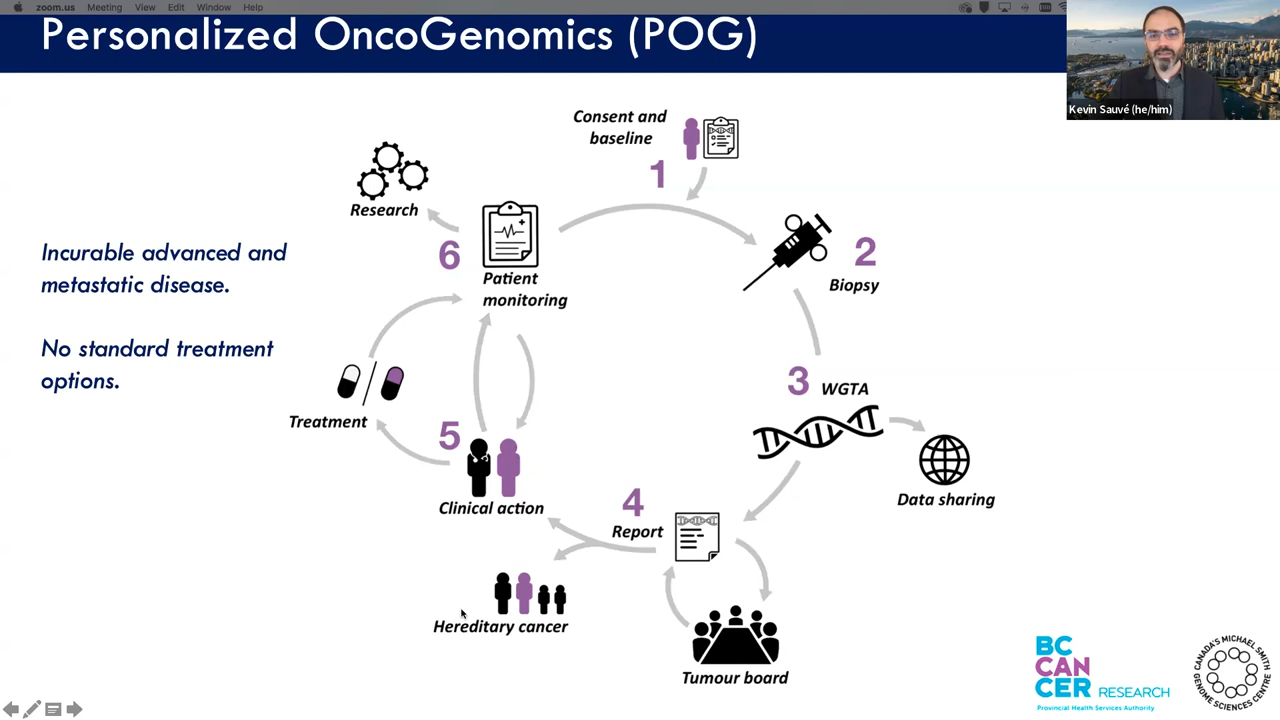 zoom.us Meeting View Edit Window Help
Personalized OncoGenomics (POG)
Kevin Sauvé (he/him)
Consent and
baseline
1
Research
6
Patient
monitoring
2
Biopsy
Incurable advanced and
metastatic disease.
No standard treatment
options.
3 WGTA
Treatment
5
Clinical action
Data sharing
4
Report
Hereditary cancer
Tumour board
BC
CAN
CER RESEARCH
Provincial Health Services Authority
CANADA'S MICHAEL SMITH
GENOME SCIENCES CENTRE